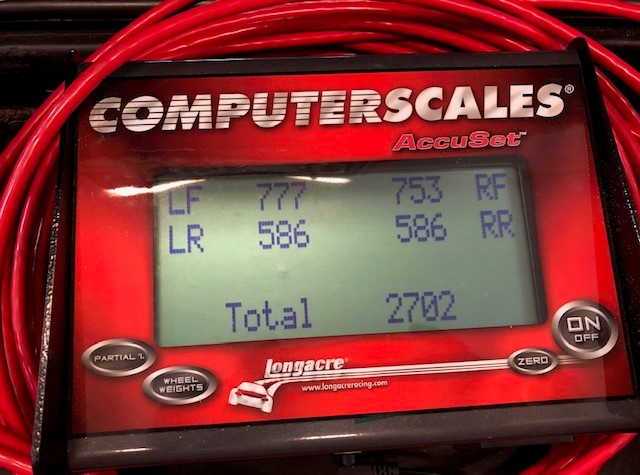 COMPUTERSCALES®
AccuSet™
LF 777 753 RF
LR 586 586 RR
Total 2702
PARTIAL %
WHEEL
WEIGHTS
longacre®
www.longacreracing.com
ZERO
ON
OFF